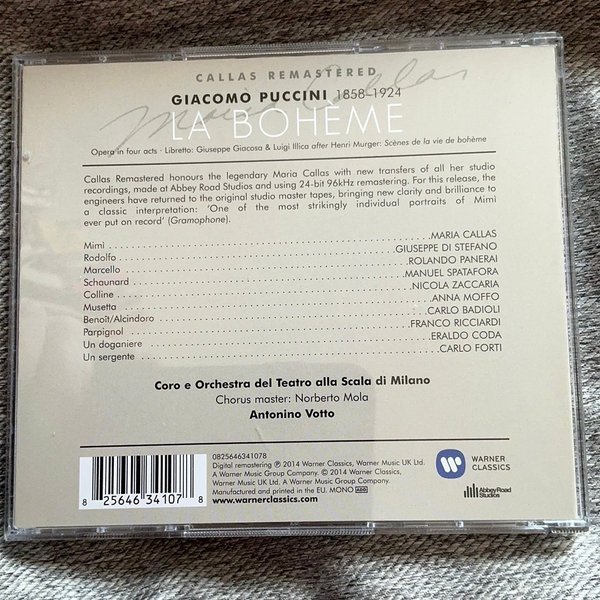 CALLAS REMASTERED
Maria Callas
GIACOMO PUCCINI 1858–1924
LA BOHÈME
Opera in four acts · Libretto: Giuseppe Giacosa & Luigi Illica after Henri Murger: Scènes de la vie de bohème
Callas Remastered honours the legendary Maria Callas with new transfers of all her studio
recordings, made at Abbey Road Studios and using 24-bit 96kHz remastering. For this release, the
engineers have returned to the original studio master tapes, bringing new clarity and brilliance to
a classic interpretation: ‘One of the most strikingly individual portraits of Mimì
ever put on record’ (Gramophone).
Mimì MARIA CALLAS
Rodolfo GIUSEPPE DI STEFANO
Marcello ROLANDO PANERAI
Schaunard MANUEL SPATAFORA
Colline NICOLA ZACCARIA
Musetta ANNA MOFFO
Benoît/Alcindoro CARLO BADIOLI
Parpignol FRANCO RICCIARDI
Un doganiere ERALDO CODA
Un sergente CARLO FORTI
Coro e Orchestra del Teatro alla Scala di Milano
Chorus master: Norberto Mola
Antonino Votto
0825646341078
Digital remastering ℗ 2014 Warner Classics, Warner Music UK Ltd.
A Warner Music Group Company. © 2014 Warner Classics, Warner Music UK Ltd.
A Warner Music Group Company.
Manufactured and printed in the EU. MONO ADD
www.warnerclassics.com
8 25646 34107 8
WARNER
CLASSICS
AbbeyRoad
Studios